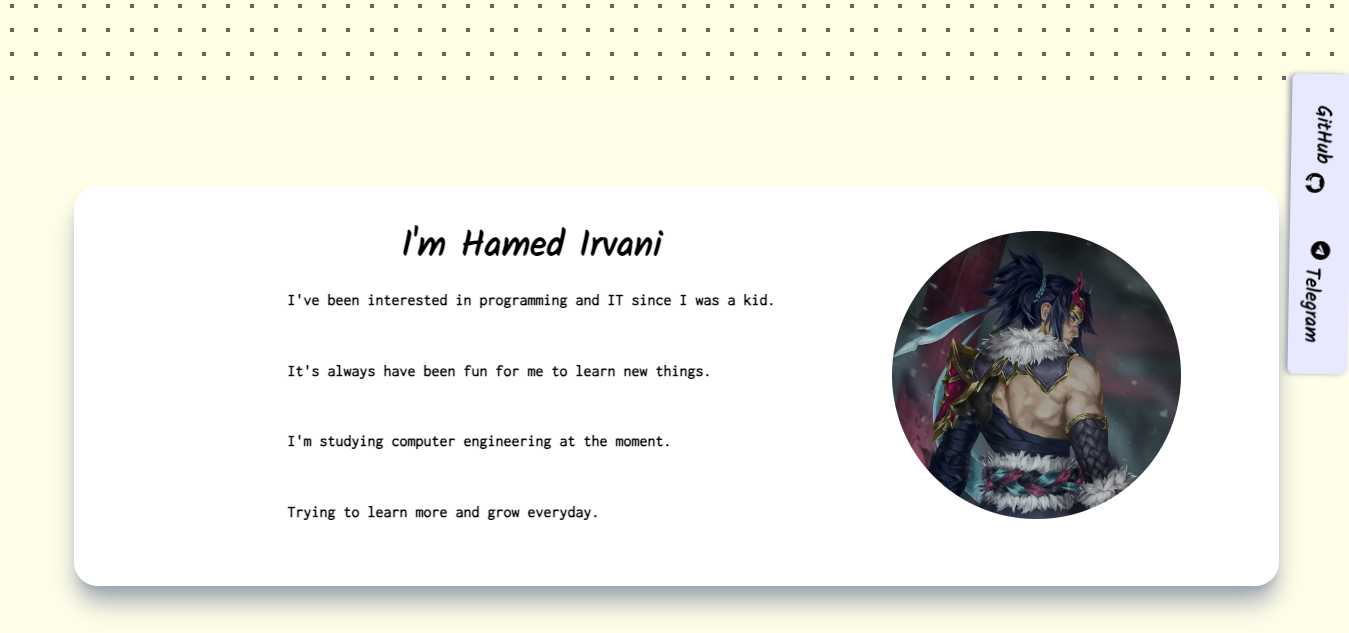 I'm Hamed Irvani
I've been interested in programming and IT since I was a kid.
It's always have been fun for me to learn new things.
I'm studying computer engineering at the moment.
Trying to learn more and grow everyday.
GitHub
Telegram